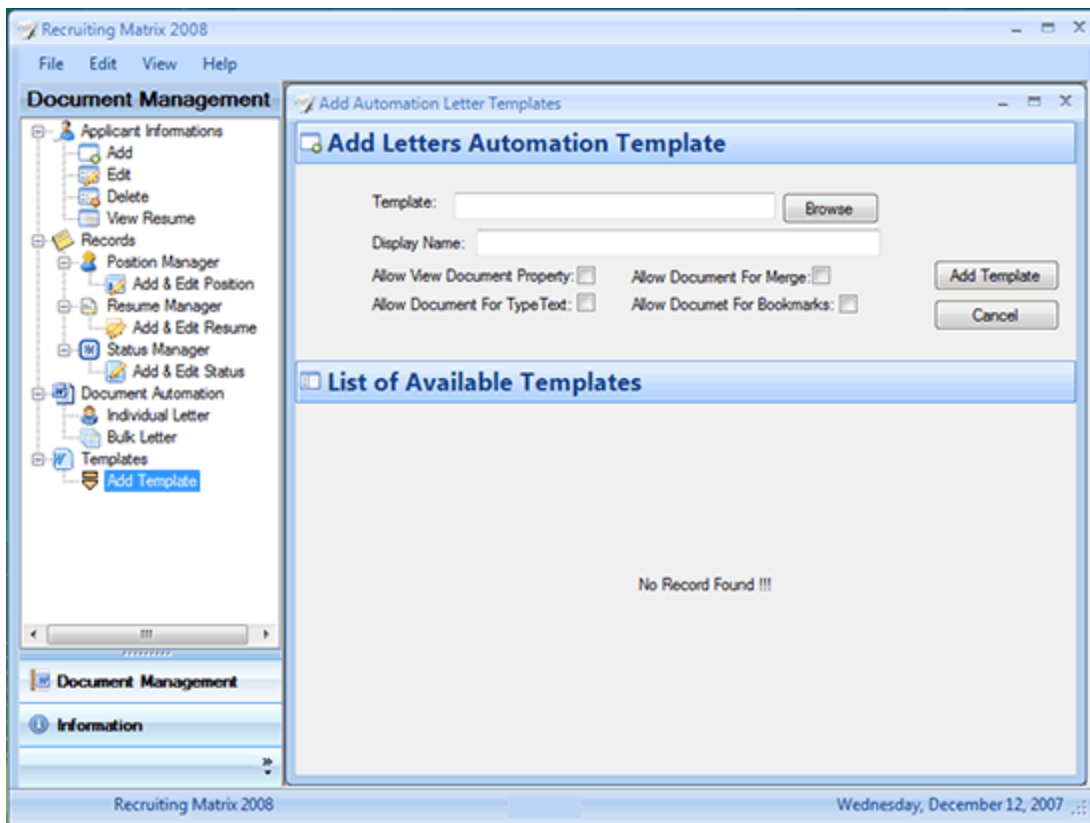 Recruiting Matrix 2008
File Edit View Help
Document Management
Applicant Informations
Add
Edit
Delete
View Resume
Records
Position Manager
Add & Edit Position
Resume Manager
Add & Edit Resume
Status Manager
Add & Edit Status
Document Automation
Individual Letter
Bulk Letter
Templates
Add Template
Document Management
Information
Add Automation Letter Templates
Add Letters Automation Template
Template: Browse
Display Name:
Allow View Document Property: Allow Document For Merge:
Add Template
Allow Document For TypeText: Allow Documet For Bookmarks:
Cancel
List of Available Templates
No Record Found !!!
Recruiting Matrix 2008 Wednesday, December 12, 2007